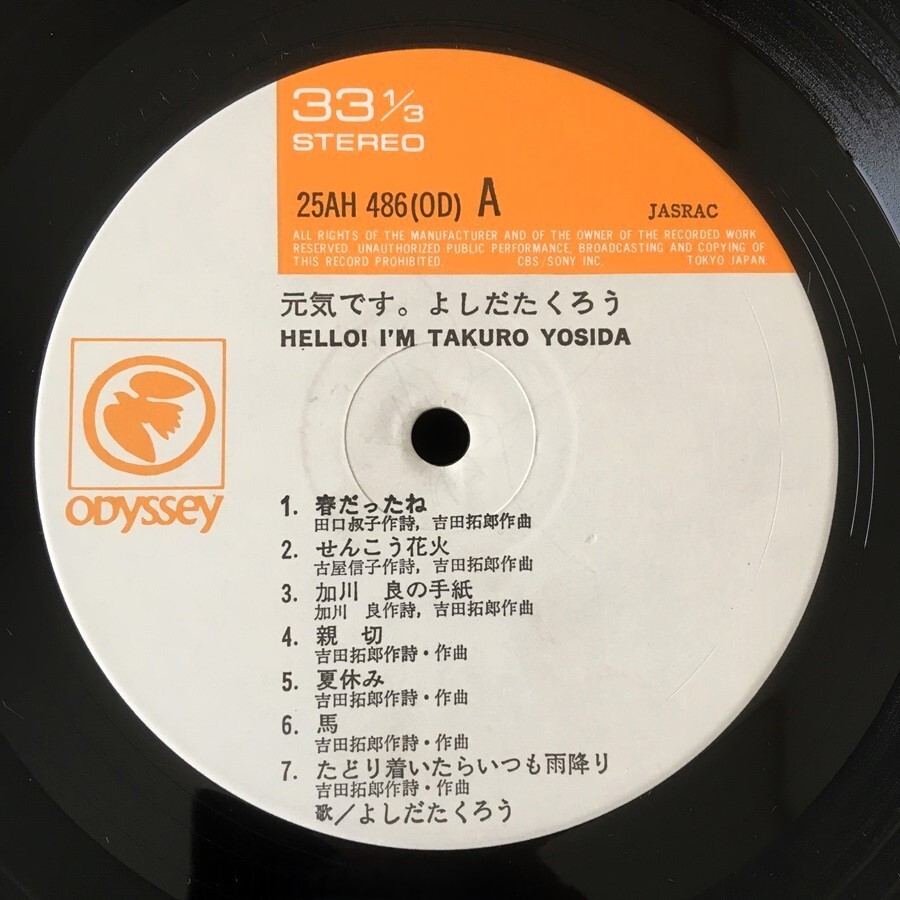 33 1/3
STEREO
25AH 486(OD) A
JASRAC
ALL RIGHTS OF THE MANUFACTURER AND OF THE OWNER OF THE RECORDED WORK
RESERVED. UNAUTHORIZED PUBLIC PERFORMANCE, BROADCASTING AND COPYING OF
THIS RECORD PROHIBITED. CBS/SONY INC. TOKYO JAPAN.
元気です。よしだたくろう
HELLO! I'M TAKURO YOSIDA
ODYSSEY
1. 春だったね
田口叔子作詩, 吉田拓郎作曲
2. せんこう花火
古屋信子作詩, 吉田拓郎作曲
3. 加川 良の手紙
加川 良作詩, 吉田拓郎作曲
4. 親 切
吉田拓郎作詩・作曲
5. 夏休み
吉田拓郎作詩・作曲
6. 馬
吉田拓郎作詩・作曲
7. たどり着いたらいつも雨降り
吉田拓郎作詩・作曲
歌/よしだたくろう